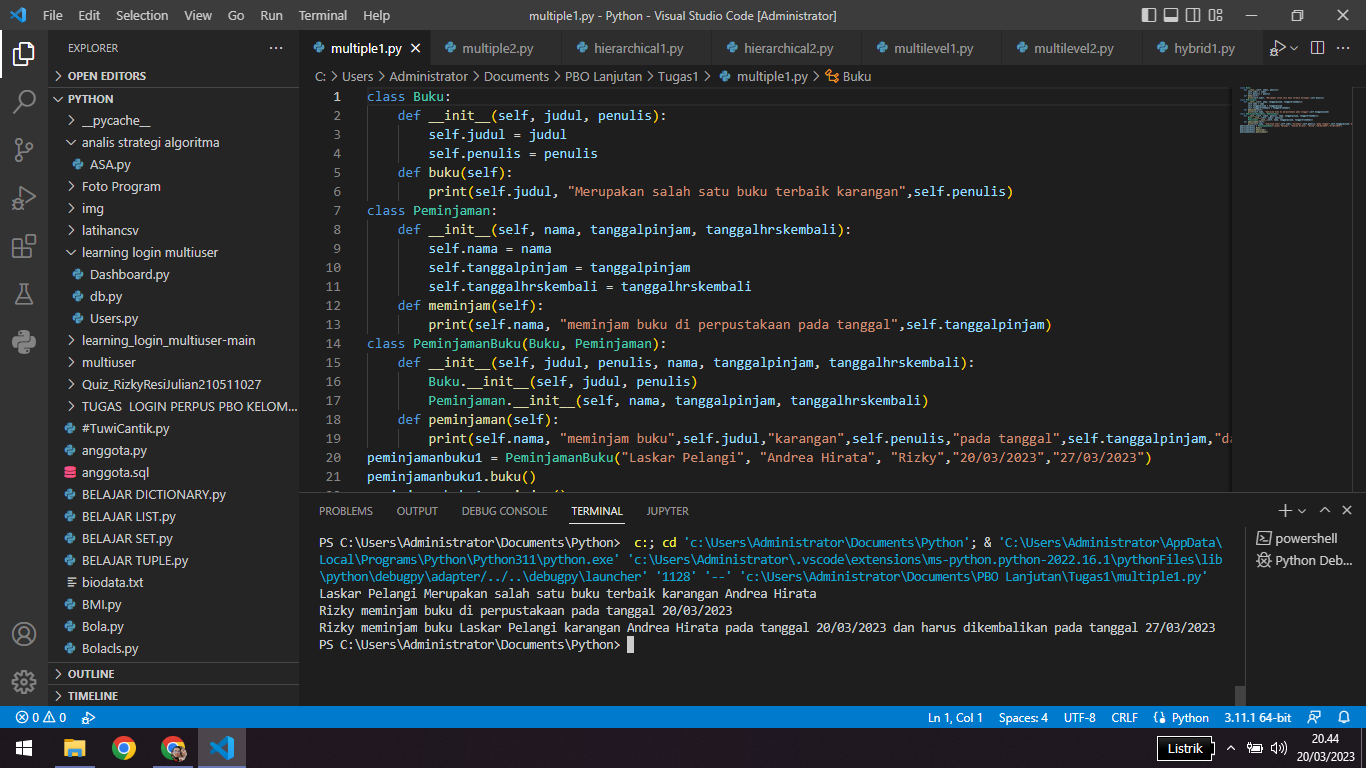 File Edit Selection View Go Run Terminal Help multiple1.py - Python - Visual Studio Code [Administrator]
EXPLORER
OPEN EDITORS
PYTHON
__pycache__
analis strategi algoritma
ASA.py
Foto Program
img
latihancsv
learning login multiuser
Dashboard.py
db.py
Users.py
learning_login_multiuser-main
multiuser
Quiz_RizkyResiJulian210511027
TUGAS LOGIN PERPUS PBO KELOM...
#TuwiCantik.py
anggota.py
anggota.sql
BELAJAR DICTIONARY.py
BELAJAR LIST.py
BELAJAR SET.py
BELAJAR TUPLE.py
biodata.txt
BMI.py
Bola.py
Bolacls.py
OUTLINE
TIMELINE
multiple1.py multiple2.py hierarchical1.py hierarchical2.py multilevel1.py multilevel2.py hybrid1.py
C: > Users > Administrator > Documents > PBO Lanjutan > Tugas1 > multiple1.py > Buku
1 class Buku:
2 def __init__(self, judul, penulis):
3 self.judul = judul
4 self.penulis = penulis
5 def buku(self):
6 print(self.judul, "Merupakan salah satu buku terbaik karangan",self.penulis)
7 class Peminjaman:
8 def __init__(self, nama, tanggalpinjam, tanggalhrskembali):
9 self.nama = nama
10 self.tanggalpinjam = tanggalpinjam
11 self.tanggalhrskembali = tanggalhrskembali
12 def meminjam(self):
13 print(self.nama, "meminjam buku di perpustakaan pada tanggal",self.tanggalpinjam)
14 class PeminjamanBuku(Buku, Peminjaman):
15 def __init__(self, judul, penulis, nama, tanggalpinjam, tanggalhrskembali):
16 Buku.__init__(self, judul, penulis)
17 Peminjaman.__init__(self, nama, tanggalpinjam, tanggalhrskembali)
18 def peminjaman(self):
19 print(self.nama, "meminjam buku",self.judul,"karangan",self.penulis,"pada tanggal",self.tanggalpinjam,"da
20 peminjamanbuku1 = PeminjamanBuku("Laskar Pelangi", "Andrea Hirata", "Rizky","20/03/2023","27/03/2023")
21 peminjamanbuku1.buku()
PROBLEMS OUTPUT DEBUG CONSOLE TERMINAL JUPYTER
PS C:\Users\Administrator\Documents\Python> c:; cd 'c:\Users\Administrator\Documents\Python'; & 'C:\Users\Administrator\AppData\
Local\Programs\Python\Python311\python.exe' 'c:\Users\Administrator\.vscode\extensions\ms-python.python-2022.16.1\pythonFiles\lib
\python\debugpy\adapter/../..\debugpy\launcher' '1128' '--' 'c:\Users\Administrator\Documents\PBO Lanjutan\Tugas1\multiple1.py'
Laskar Pelangi Merupakan salah satu buku terbaik karangan Andrea Hirata
Rizky meminjam buku di perpustakaan pada tanggal 20/03/2023
Rizky meminjam buku Laskar Pelangi karangan Andrea Hirata pada tanggal 20/03/2023 dan harus dikembalikan pada tanggal 27/03/2023
PS C:\Users\Administrator\Documents\Python>
powershell
Python Deb...
0 0 Ln 1, Col 1 Spaces: 4 UTF-8 CRLF Python 3.11.1 64-bit
Listrik
20.44
20/03/2023